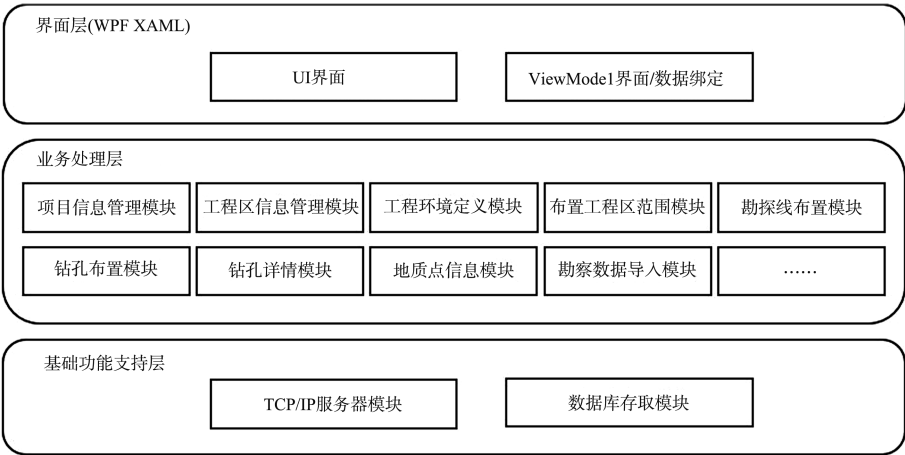 界面层(WPF XAML)
UI界面
ViewMode1界面/数据绑定
业务处理层
项目信息管理模块
工程区信息管理模块
工程环境定义模块
布置工程区范围模块
勘探线布置模块
钻孔布置模块
钻孔详情模块
地质点信息模块
勘察数据导入模块
……
基础功能支持层
TCP/IP服务器模块
数据库存取模块